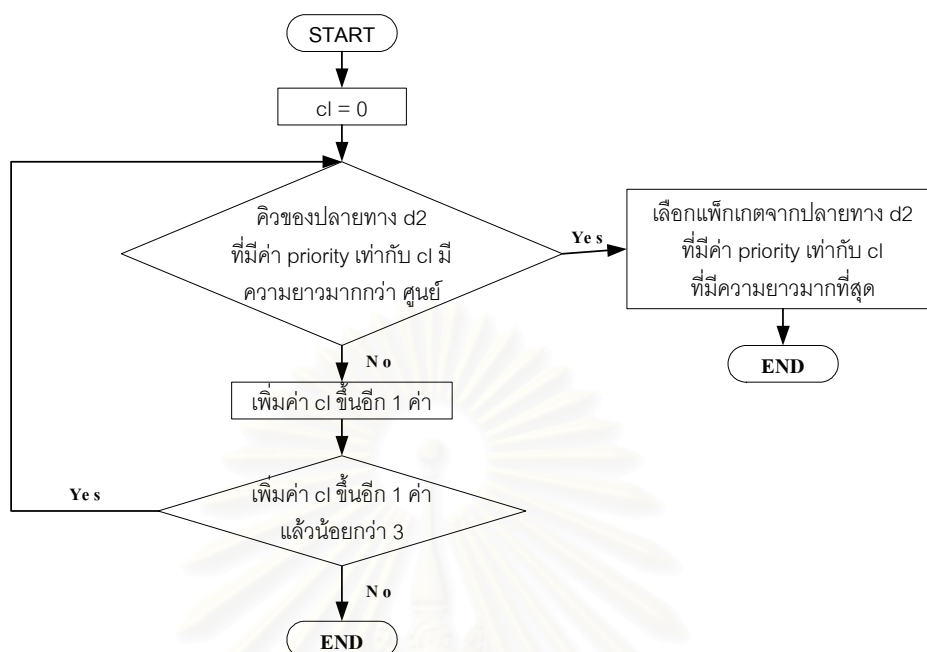 START
cl = 0
คิวของปลายทาง d2
ที่มีค่า priority เท่ากับ cl มี
ความยาวมากกว่า ศูนย์
Ye s
เลือกแพ็กเกตจากปลายทาง d2
ที่มีค่า priority เท่ากับ cl
ที่มีความยาวมากที่สุด
END
N o
เพิ่มค่า cl ขึ้นอีก 1 ค่า
Ye s
เพิ่มค่า cl ขึ้นอีก 1 ค่า
แล้วน้อยกว่า 3
N o
END